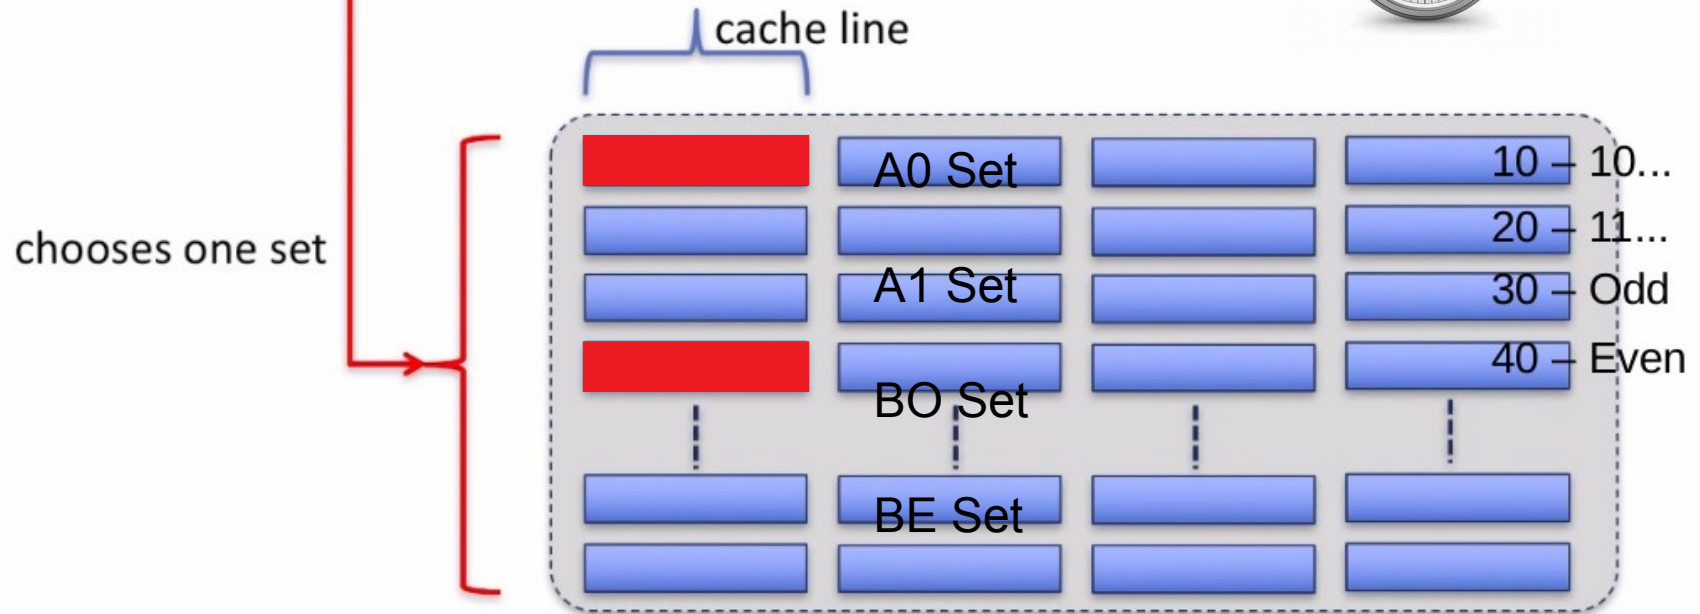 cache line
A0 Set
10 – 10...
20 – 11...
chooses one set
A1 Set
30 – Odd
40 – Even
BO Set
BE Set